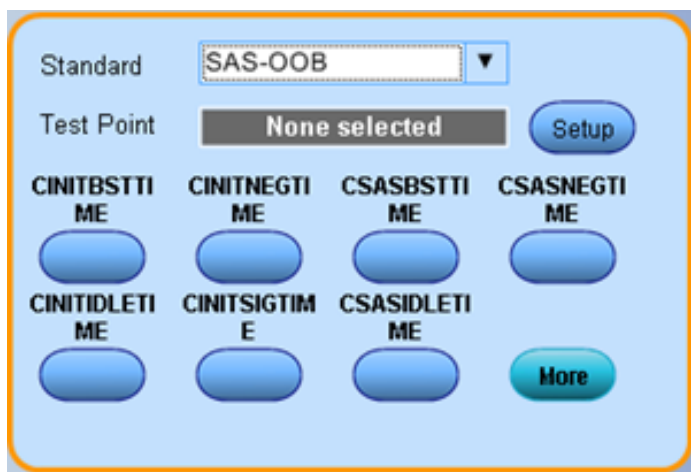 Standard SAS-OOB ▼
Test Point None selected Setup
CINITBSTTI CINITNEGTI CSASBSTTI CSASNEGTI
ME ME ME ME
CINITIDLETI CINITSIGTIM CSASIDLETI
ME E ME
More